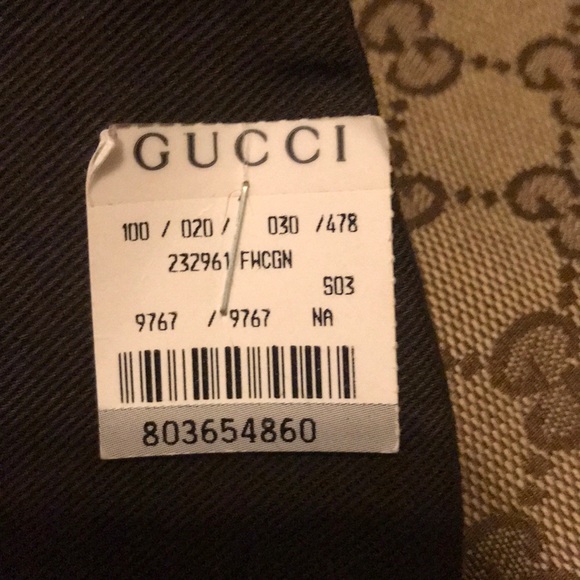 GUCCI
100 / 020 / 030 /478
232961 FWCGN
S03
9767 / 9767 NA
803654860